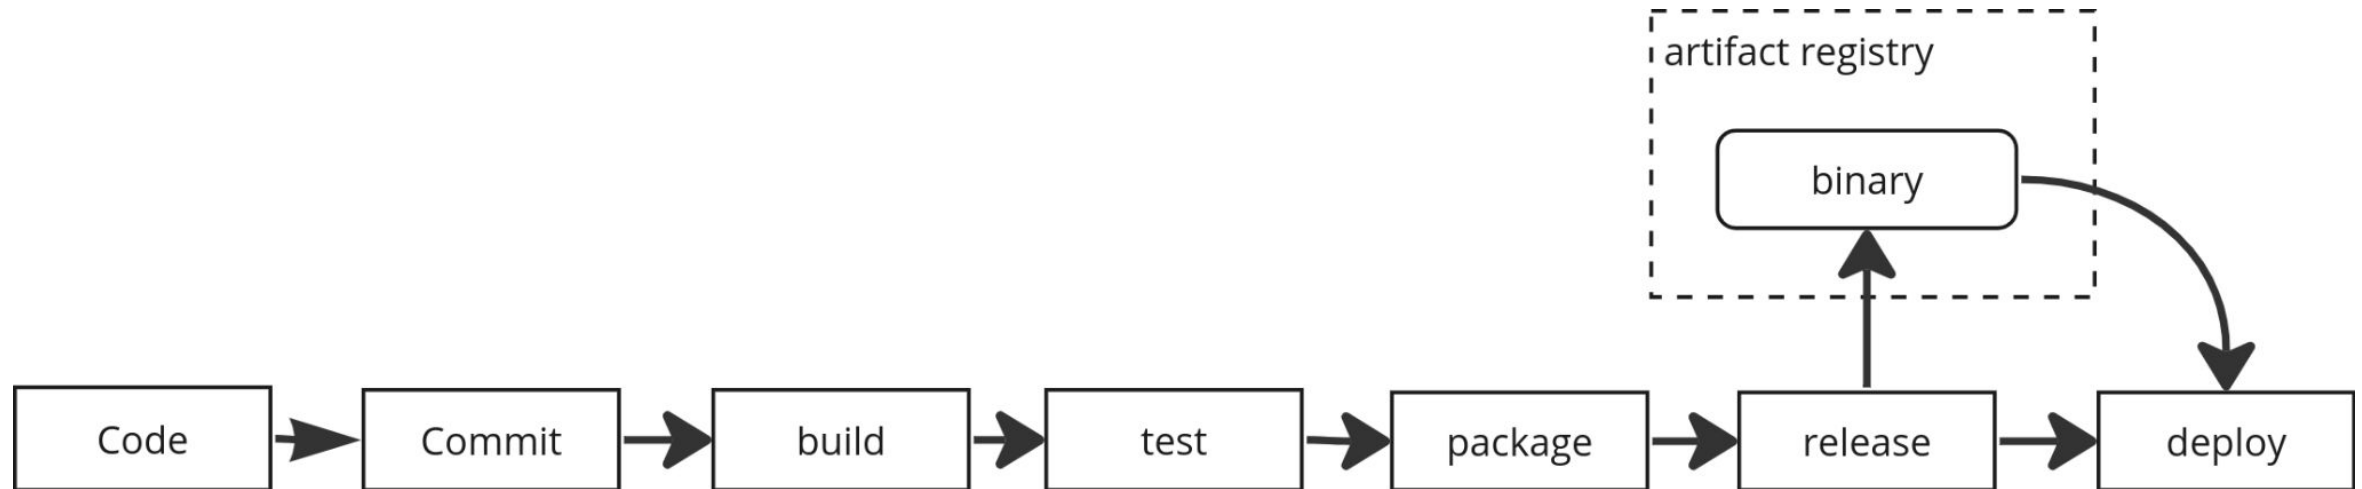 artifact registry
binary
Code
Commit
build
test
package
release
deploy